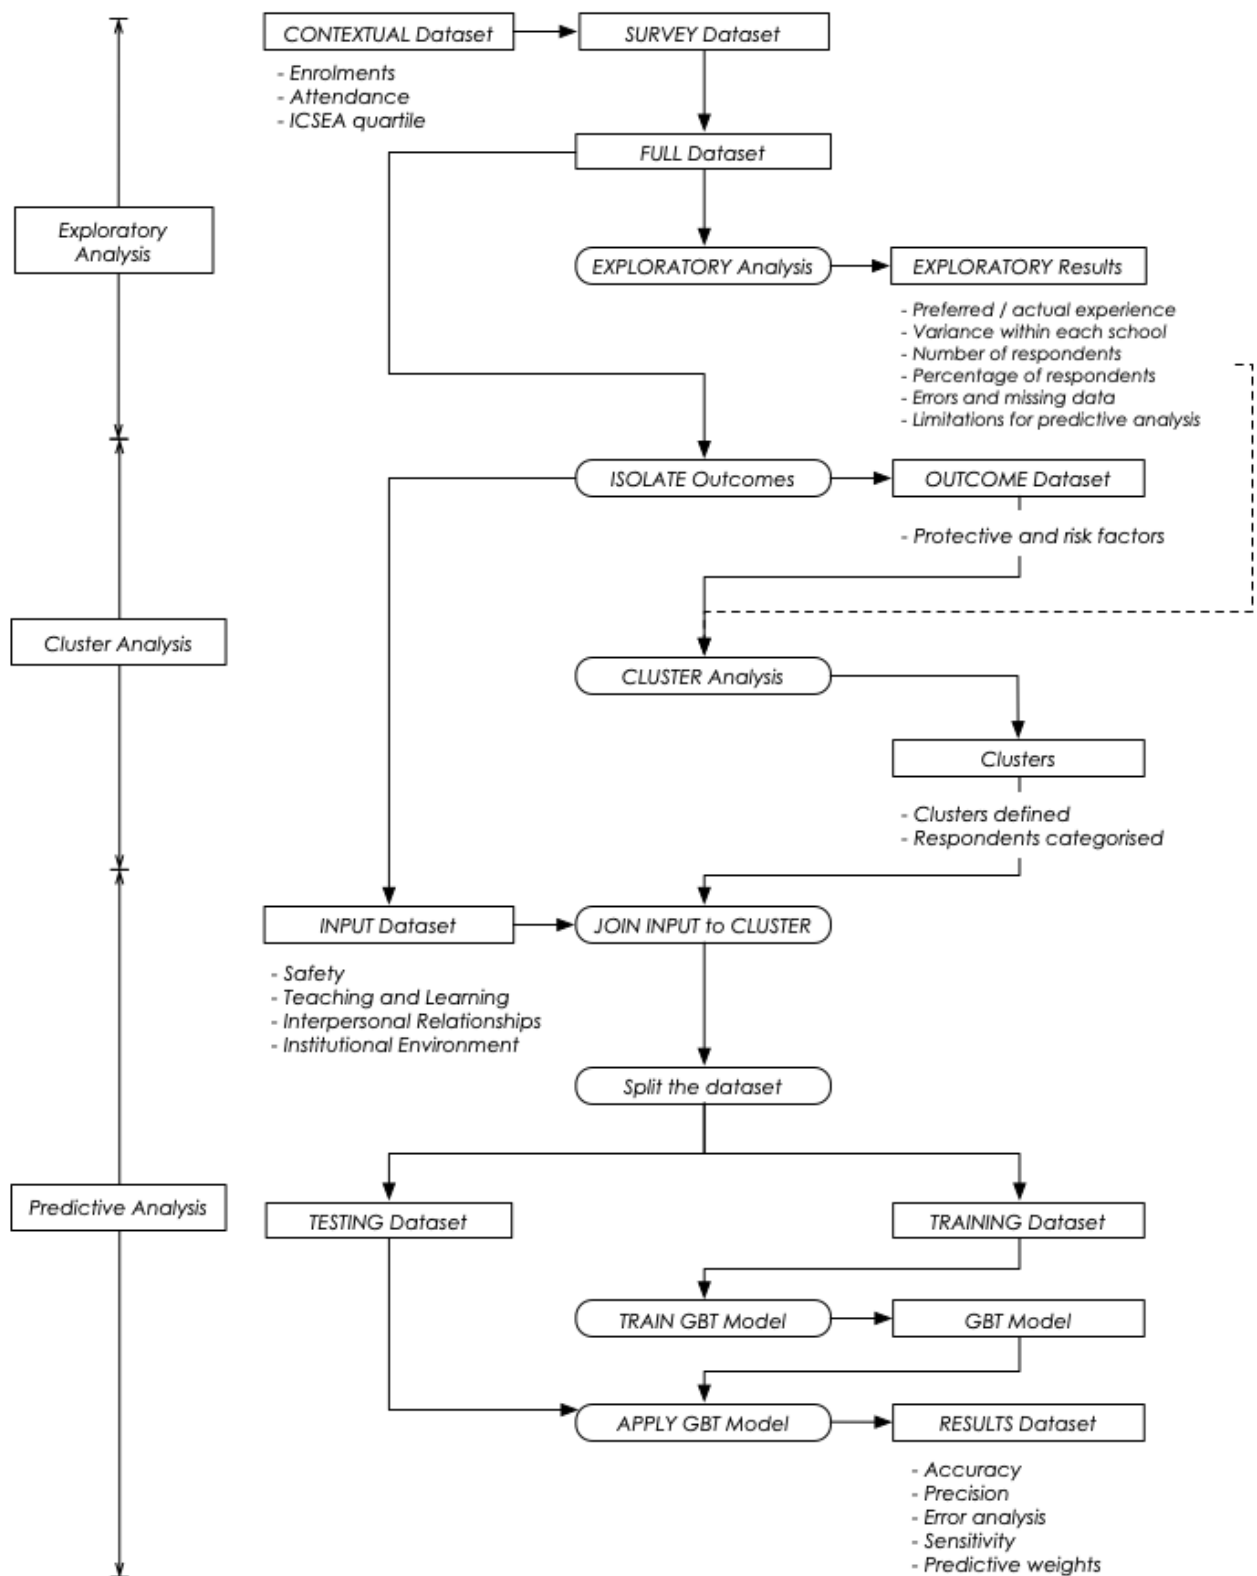 CONTEXTUAL Dataset
SURVEY Dataset
- Enrolments
- Attendance
- ICSEA quartile
FULL Dataset
Exploratory
Analysis
EXPLORATORY Analysis
EXPLORATORY Results
- Preferred / actual experience
- Variance within each school
- Number of respondents
- Percentage of respondents
- Errors and missing data
- Limitations for predictive analysis
ISOLATE Outcomes
OUTCOME Dataset
- Protective and risk factors
Cluster Analysis
CLUSTER Analysis
Clusters
- Clusters defined
- Respondents categorised
INPUT Dataset
JOIN INPUT to CLUSTER
- Safety
- Teaching and Learning
- Interpersonal Relationships
- Institutional Environment
Split the dataset
Predictive Analysis
TESTING Dataset
TRAINING Dataset
TRAIN GBT Model
GBT Model
APPLY GBT Model
RESULTS Dataset
- Accuracy
- Precision
- Error analysis
- Sensitivity
- Predictive weights